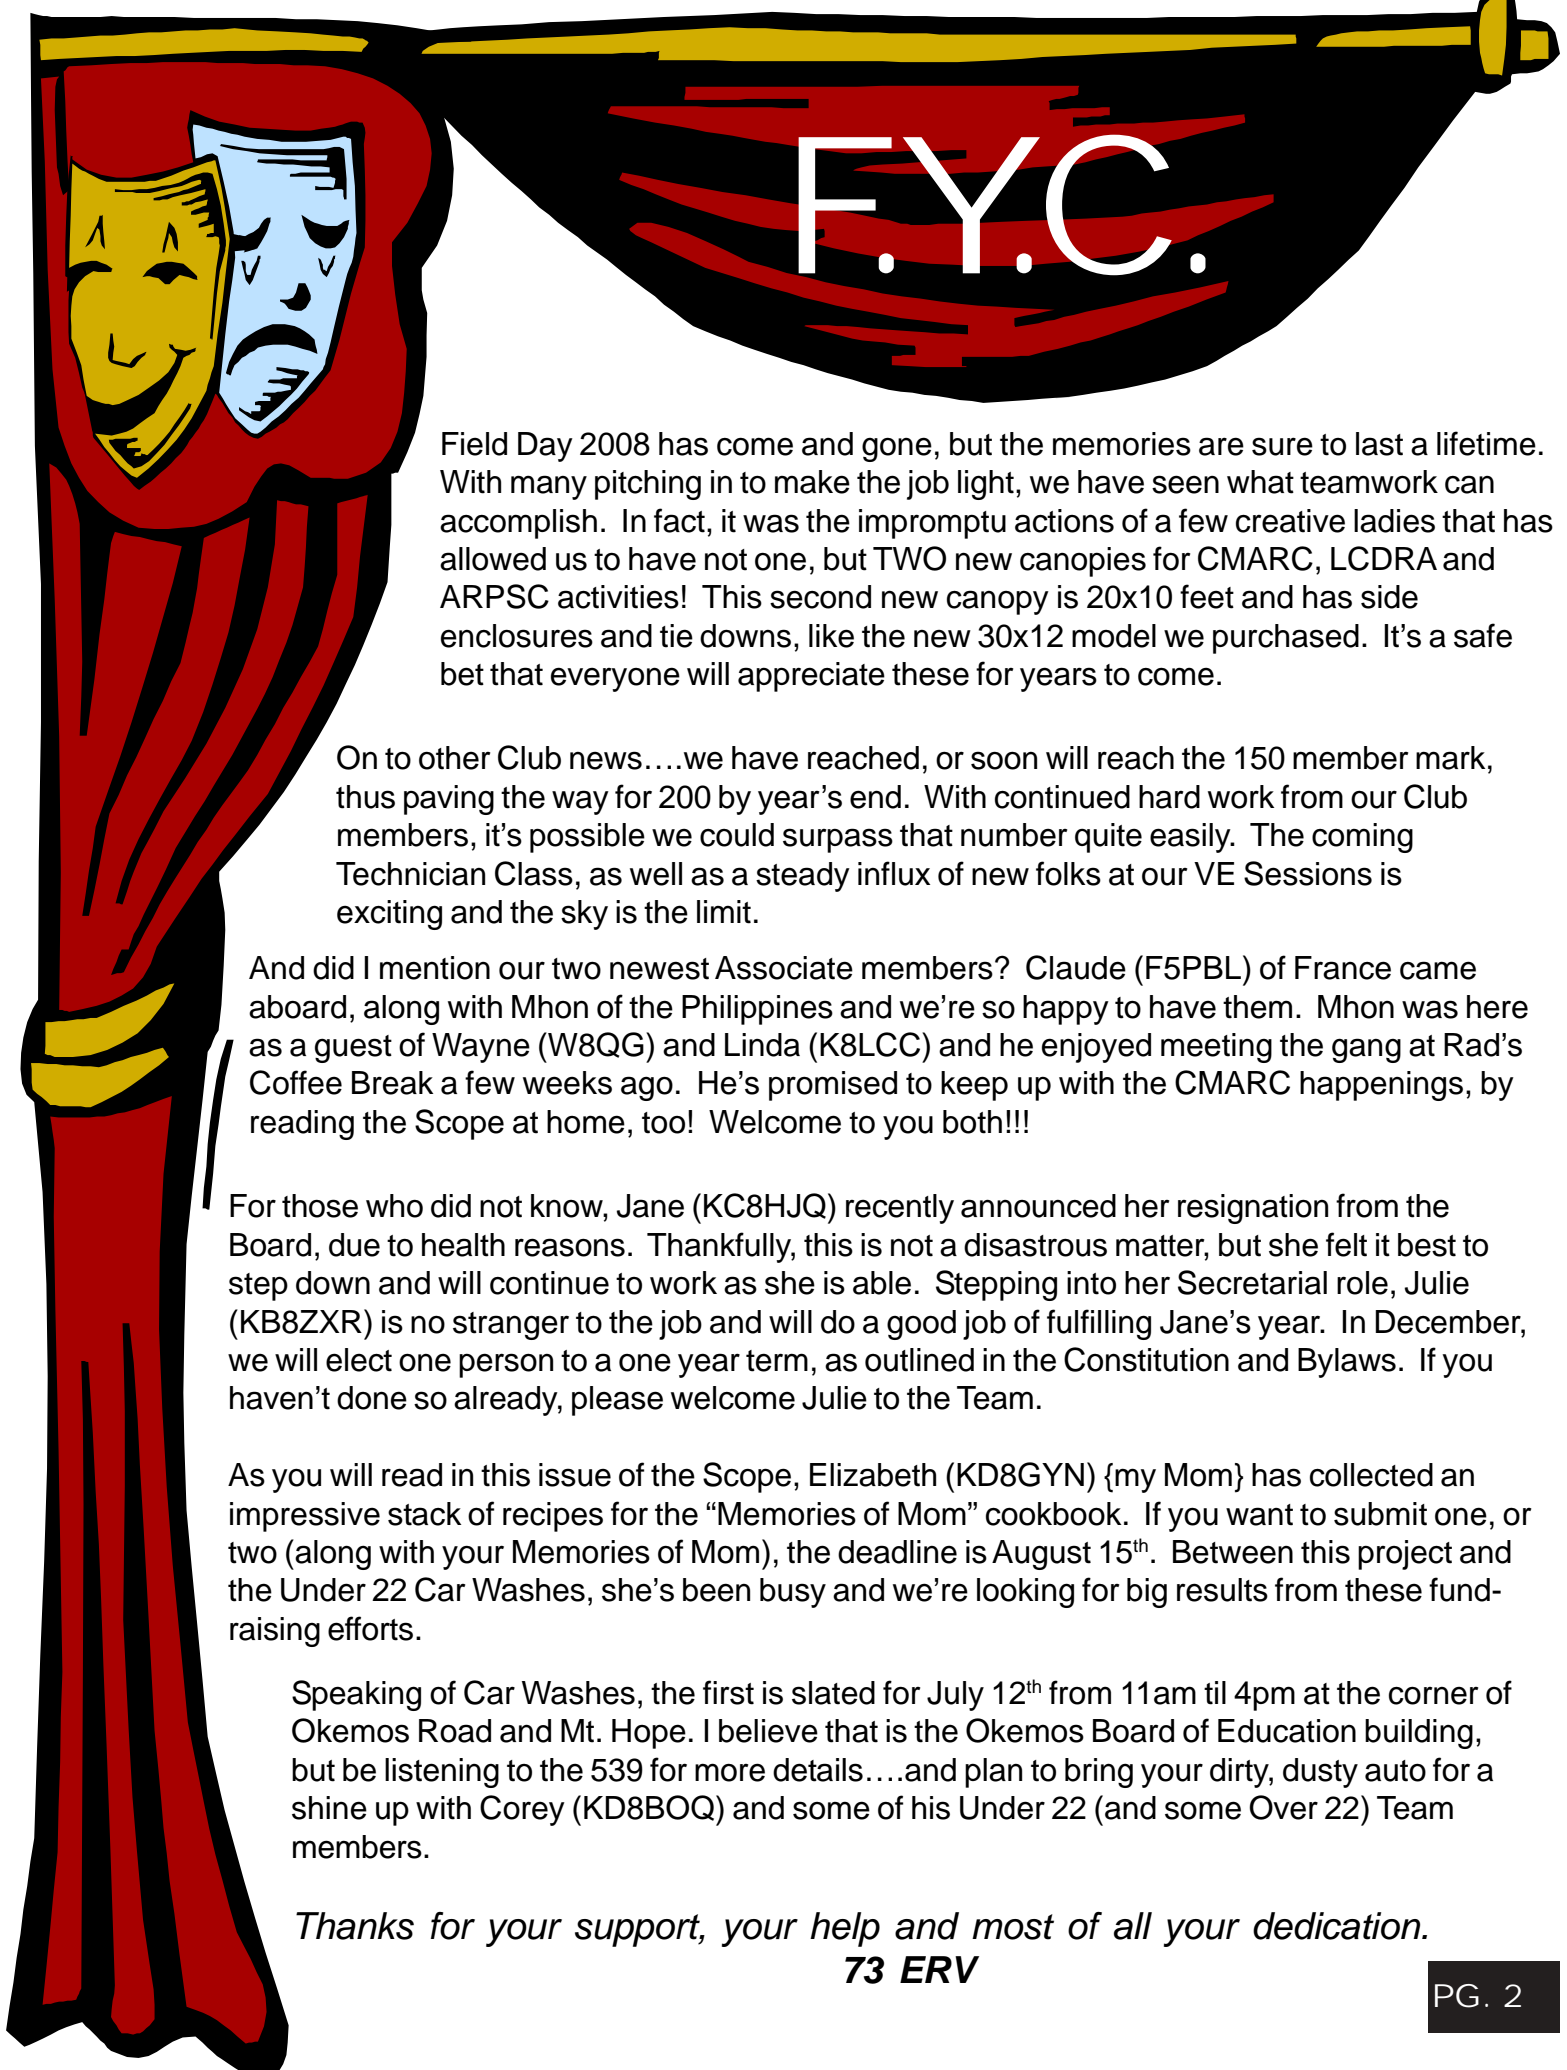 F.Y.C.
Field Day 2008 has come and gone, but the memories are sure to last a lifetime.
With many pitching in to make the job light, we have seen what teamwork can
accomplish.  In fact, it was the impromptu actions of a few creative ladies that has
allowed us to have not one, but TWO new canopies for CMARC, LCDRA and
ARPSC activities!  This second new canopy is 20x10 feet and has side
enclosures and tie downs, like the new 30x12 model we purchased.  It’s a safe
bet that everyone will appreciate these for years to come.
On to other Club news….we have reached, or soon will reach the 150 member mark,
thus paving the way for 200 by year’s end.  With continued hard work from our Club
members, it’s possible we could surpass that number quite easily.  The coming
Technician Class, as well as a steady influx of new folks at our VE Sessions is
exciting and the sky is the limit.
And did I mention our two newest Associate members?  Claude (F5PBL) of France came
aboard, along with Mhon of the Philippines and we’re so happy to have them.  Mhon was here
as a guest of Wayne (W8QG) and Linda (K8LCC) and he enjoyed meeting the gang at Rad’s
Coffee Break a few weeks ago.  He’s promised to keep up with the CMARC happenings, by
reading the Scope at home, too!  Welcome to you both!!!
For those who did not know, Jane (KC8HJQ) recently announced her resignation from the
Board, due to health reasons.  Thankfully, this is not a disastrous matter, but she felt it best to
step down and will continue to work as she is able.  Stepping into her Secretarial role, Julie
(KB8ZXR) is no stranger to the job and will do a good job of fulfilling Jane’s year.  In December,
we will elect one person to a one year term, as outlined in the Constitution and Bylaws.  If you
haven’t done so already, please welcome Julie to the Team.
As you will read in this issue of the Scope, Elizabeth (KD8GYN) {my Mom} has collected an
impressive stack of recipes for the “Memories of Mom” cookbook.  If you want to submit one, or
two (along with your Memories of Mom), the deadline is August 15th.  Between this project and
the Under 22 Car Washes, she’s been busy and we’re looking for big results from these fund-
raising efforts.
Speaking of Car Washes, the first is slated for July 12th from 11am til 4pm at the corner of
Okemos Road and Mt. Hope. I believe that is the Okemos Board of Education building,
but be listening to the 539 for more details….and plan to bring your dirty, dusty auto for a
shine up with Corey (KD8BOQ) and some of his Under 22 (and some Over 22) Team
members.
Thanks for your support, your help and most of all your dedication.
73 ERV
PG. 2